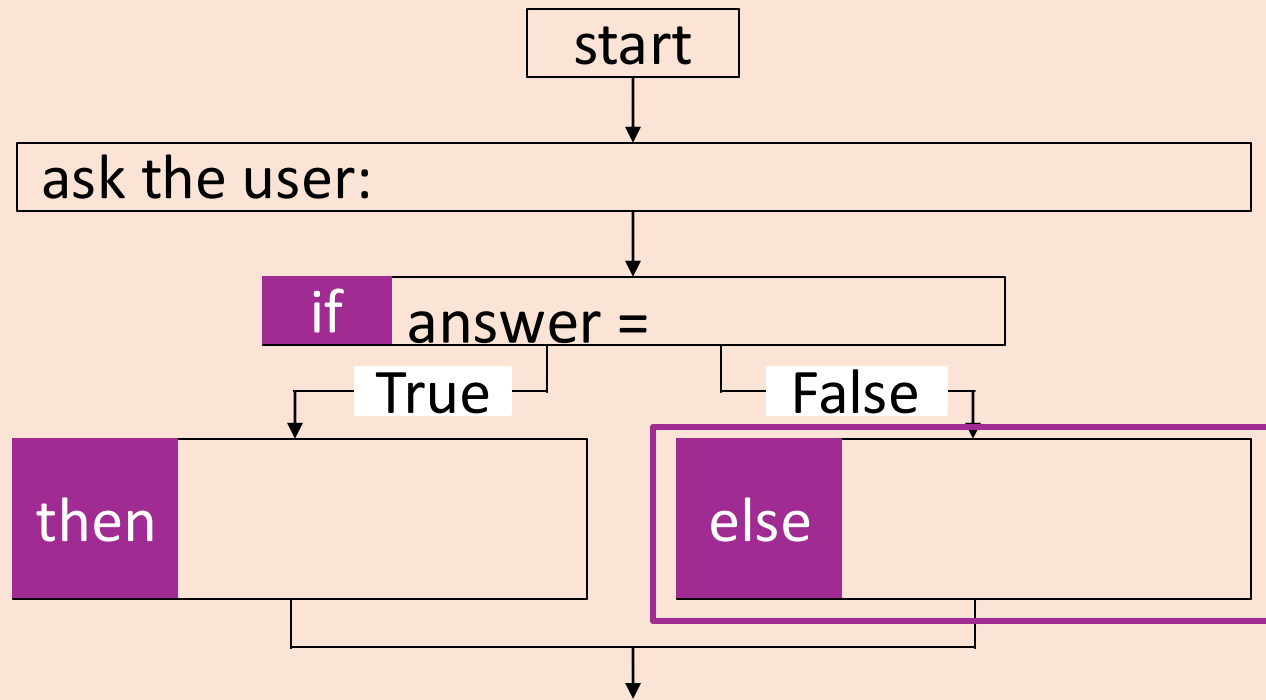 start
ask the user:
if answer =
True False
then else